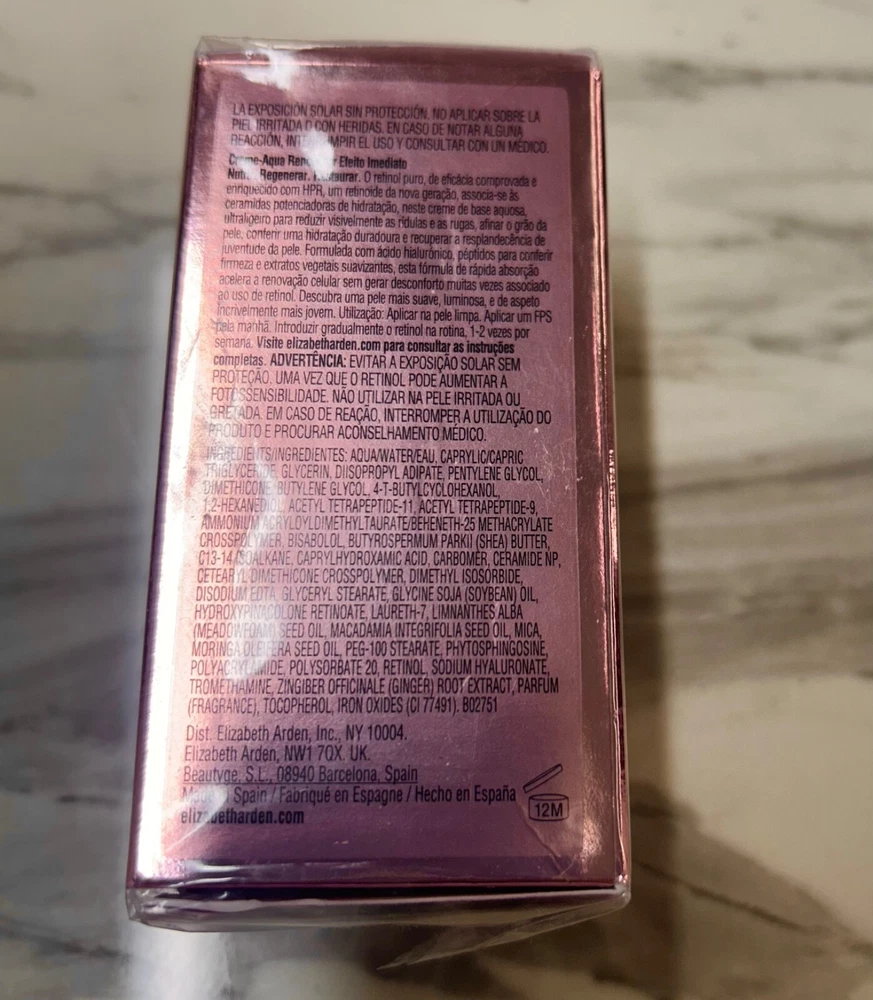 LA EXPOSICIÓN SOLAR SIN PROTECCIÓN. NO APLICAR SOBRE LA
PIEL IRRITADA O CON HERIDAS. EN CASO DE NOTAR ALGUNA
REACCIÓN, INTERRUMPIR EL USO Y CONSULTAR CON UN MÉDICO.
Creme-Aqua Efeito Imediato
Regenerar. Restaurar. O retinol puro, de eficácia comprovada e
enriquecido com HPR, um retinoide da nova geração, associa-se às
ceramidas potenciadoras de hidratação, neste creme de base aquosa,
ultraligeiro para reduzir visivelmente as rídulas e as rugas, afinar o grão da
pele, conferir uma hidratação duradoura e recuperar a resplandecência de
juventude da pele. Formulada com ácido hialurónico, péptidos para conferir
firmeza e extratos vegetais suavizantes, esta fórmula de rápida absorção
acelera a renovação celular sem gerar desconforto muitas vezes associado
ao uso de retinol. Descubra uma pele mais suave, luminosa, e de aspeto
incrivelmente mais jovem. Utilização: Aplicar na pele limpa. Aplicar um FPS
pela manhã. Introduzir gradualmente o retinol na rotina, 1-2 vezes por
semana. Visite elizabetharden.com para consultar as instruções
completas. ADVERTÊNCIA: EVITAR A EXPOSIÇÃO SOLAR SEM
PROTEÇÃO. UMA VEZ QUE O RETINOL PODE AUMENTAR A
FOTOSSENSIBILIDADE. NÃO UTILIZAR NA PELE IRRITADA OU
GRETADA. EM CASO DE REAÇÃO, INTERROMPER A UTILIZAÇÃO DO
PRODUTO E PROCURAR ACONSELHAMENTO MÉDICO.
INGREDIENTS/INGREDIENTES: AQUA/WATER/EAU, CAPRYLIC/CAPRIC
TRIGLYCERIDE, GLYCERIN, DIISOPROPYL ADIPATE, PENTYLENE GLYCOL,
DIMETHICONE, BUTYLENE GLYCOL, 4-T-BUTYLCYCLOHEXANOL,
1,2-HEXANEDIOL, ACETYL TETRAPEPTIDE-11, ACETYL TETRAPEPTIDE-9,
AMMONIUM ACRYLOYLDIMETHYLTAURATE/BEHENETH-25 METHACRYLATE
CROSSPOLYMER, BISABOLOL, BUTYROSPERMUM PARKII (SHEA) BUTTER,
C13-14 ISOALKANE, CAPRYLHYDROXAMIC ACID, CARBOMER, CERAMIDE NP,
CETEARYL DIMETHICONE CROSSPOLYMER, DIMETHYL ISOSORBIDE,
DISODIUM EDTA, GLYCERYL STEARATE, GLYCINE SOJA (SOYBEAN) OIL,
HYDROXYPINACOLONE RETINOATE, LAURETH-7, LIMNANTHES ALBA
(MEADOWFOAM) SEED OIL, MACADAMIA INTEGRIFOLIA SEED OIL, MICA,
MORINGA OLEIFERA SEED OIL, PEG-100 STEARATE, PHYTOSPHINGOSINE,
POLYACRYLAMIDE, POLYSORBATE 20, RETINOL, SODIUM HYALURONATE,
TROMETHAMINE, ZINGIBER OFFICINALE (GINGER) ROOT EXTRACT, PARFUM
(FRAGRANCE), TOCOPHEROL, IRON OXIDES (CI 77491). B02751
Dist. Elizabeth Arden, Inc., NY 10004.
Elizabeth Arden, NW1 7QX. UK.
Beautyge, S.L., 08940 Barcelona, Spain
Made in Spain / Fabriqué en Espagne / Hecho en España
elizabetharden.com
12M